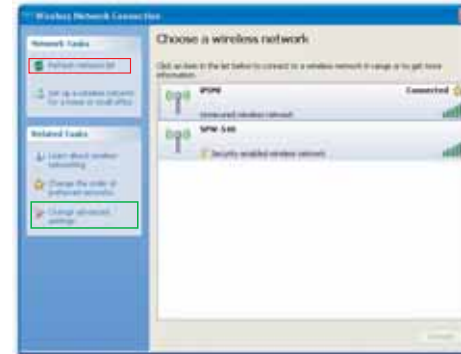 Wireless Network Connection
Network Tasks
Choose a wireless network
Refresh network list
Click an item in the list below to connect to a wireless network in range or to get more
information.
Set up a wireless network
for a home or small office
Connected
Unsecured wireless network
SPW-540
Security-enabled wireless network
Related Tasks
Learn about wireless
networking
Change the order of
preferred networks
Change advanced
settings